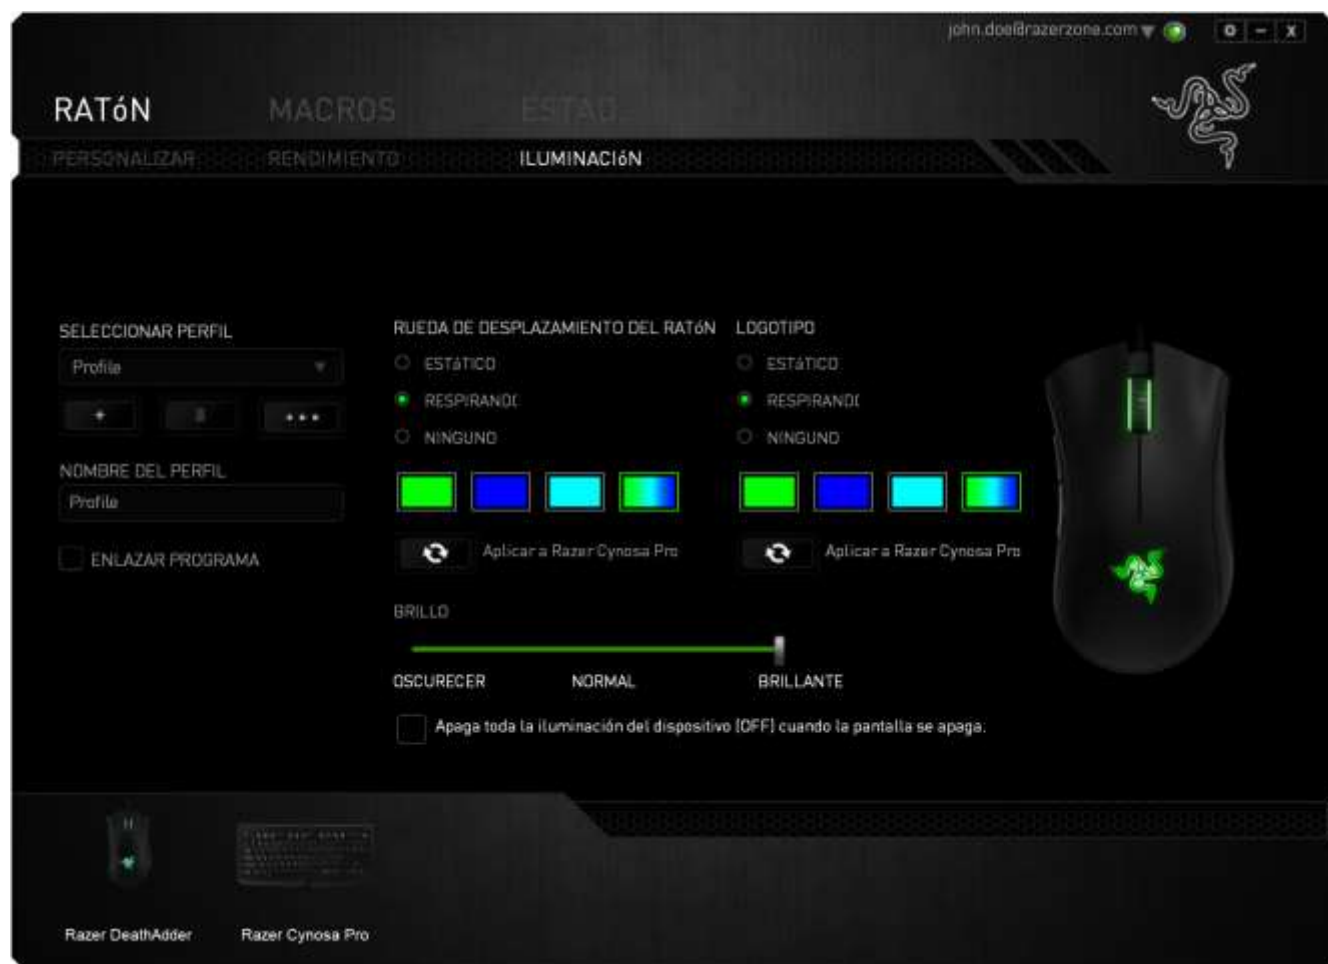 john.doe@razerzone.com
RATóN MACROS ESTAD.
PERSONALIZAR RENDIMIENTO ILUMINACIóN
SELECCIONAR PERFIL
Profile
NOMBRE DEL PERFIL
Profile
ENLAZAR PROGRAMA
RUEDA DE DESPLAZAMIENTO DEL RATóN
ESTáTICO
RESPIRANDO
NINGUNO
Aplicar a Razer Cynosa Pro
LOGOTIPO
ESTáTICO
RESPIRANDO
NINGUNO
Aplicar a Razer Cynosa Pro
BRILLO
OSCURECER NORMAL BRILLANTE
Apaga toda la iluminación del dispositivo (OFF) cuando la pantalla se apaga.
Razer DeathAdder Razer Cynosa Pro